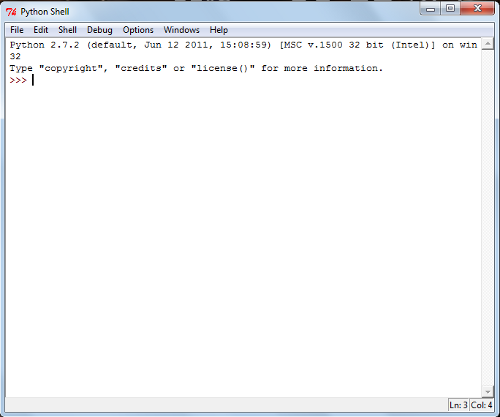 Python Shell
File Edit Shell Debug Options Windows Help
Python 2.7.2 (default, Jun 12 2011, 15:08:59) [MSC v.1500 32 bit (Intel)] on win
32
Type "copyright", "credits" or "license()" for more information.
>>>
Ln: 3 Col: 4